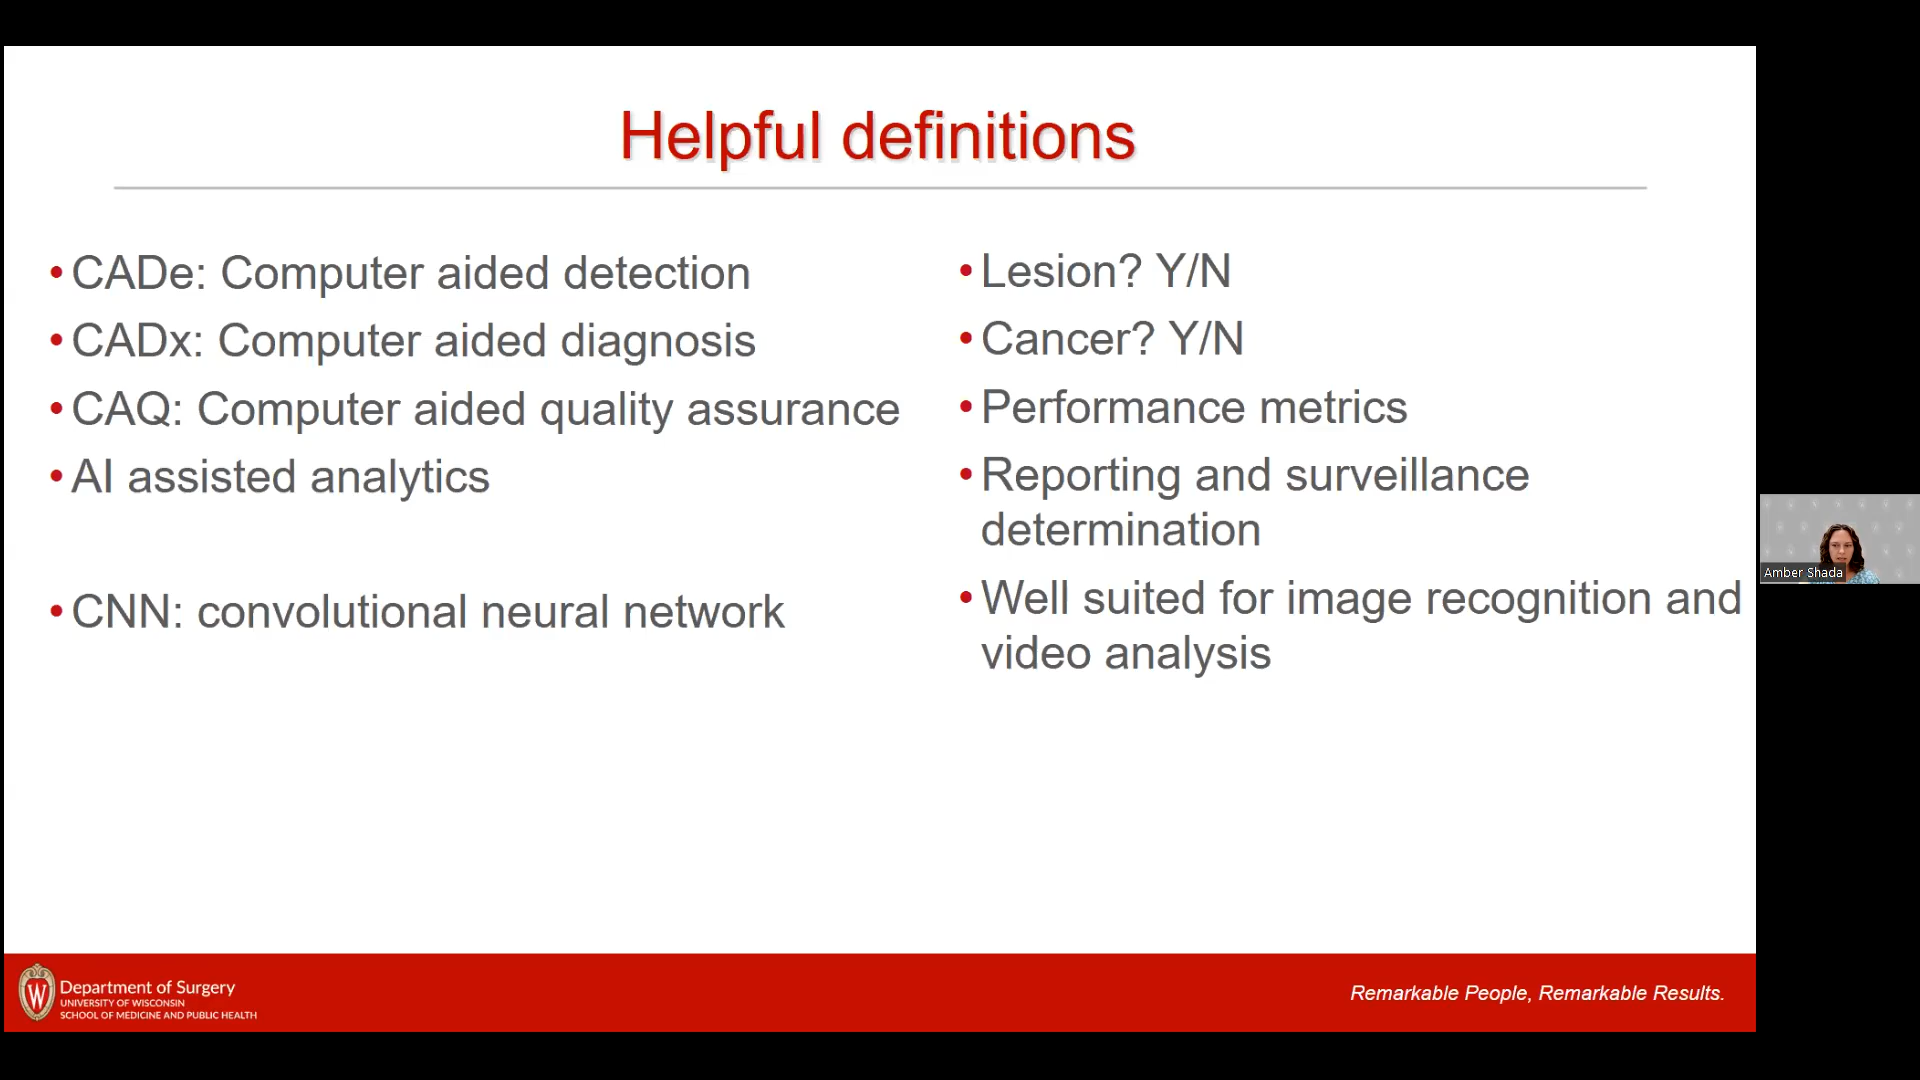 Helpful definitions
• CADe: Computer aided detection
• CADx: Computer aided diagnosis
• CAQ: Computer aided quality assurance
• AI assisted analytics
• CNN: convolutional neural network
• Lesion? Y/N
• Cancer? Y/N
• Performance metrics
• Reporting and surveillance
determination
• Well suited for image recognition and
video analysis
Amber Shada
W
Department of Surgery
UNIVERSITY OF WISCONSIN
SCHOOL OF MEDICINE AND PUBLIC HEALTH
Remarkable People, Remarkable Results.